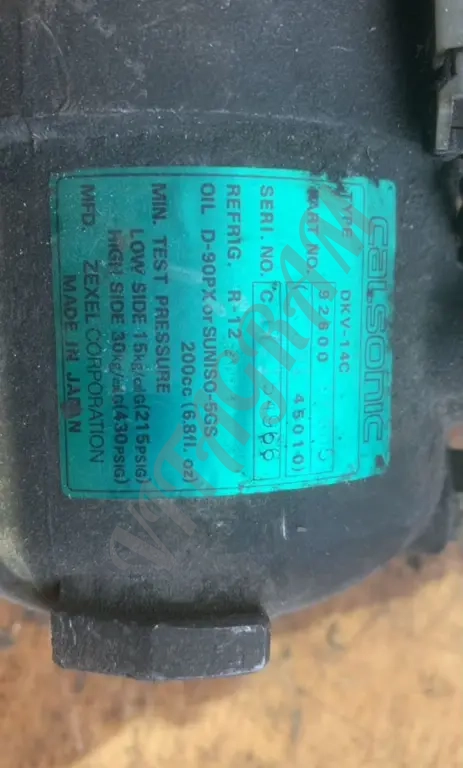 calsonic
TYPE DKV-14C
PART NO. 92600
45010)
SERI. NO. C
REFRIG. R-12
OIL D-90PX or SUNISO-5GS
200cc (6.8fl. oz)
MIN. TEST PRESSURE
LOW SIDE 15kg/㎠G(215PSIG)
HIGH SIDE 30kg/㎠G(430PSIG)
MFD. ZEXEL CORPORATION
MADE IN JAPAN